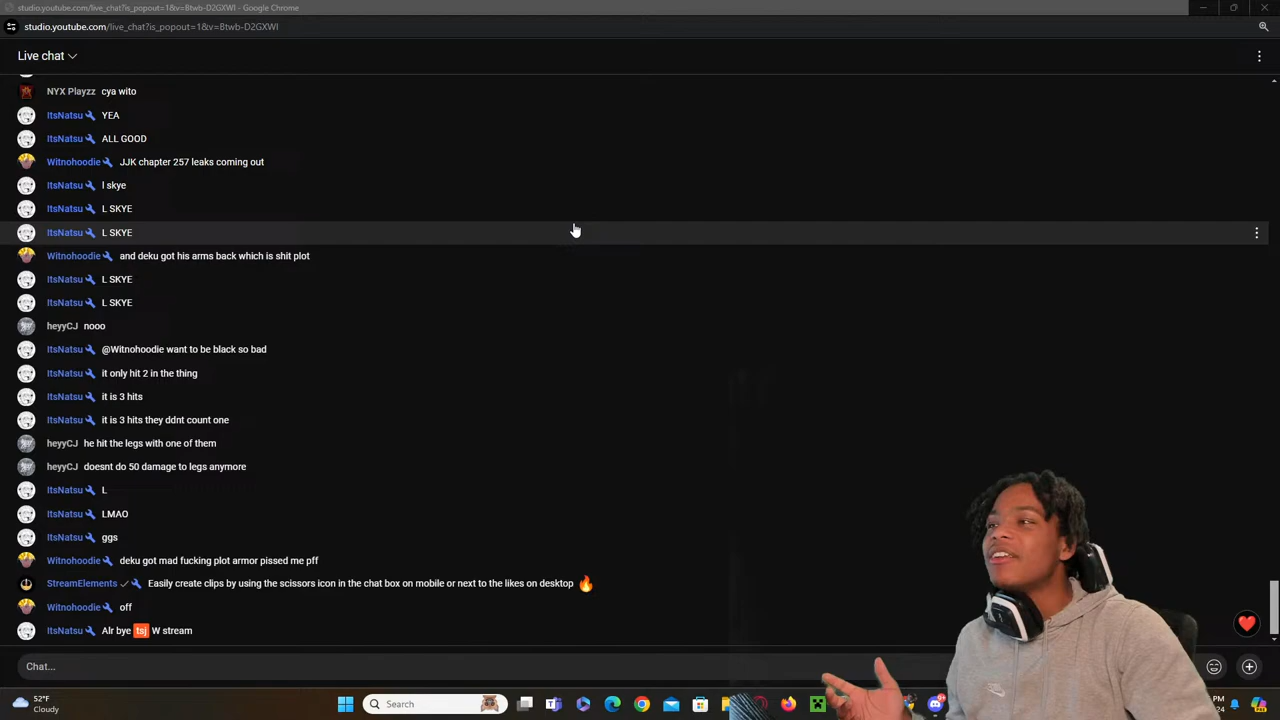 studio.youtube.com/live_chat?is_popout=1&v=8twb-D2GXWI - Google Chrome
studio.youtube.com/live_chat?is_popout=1&v=8twb-D2GXWI
Live chat
NYX Playzz cya wito
ItsNatsu YEA
ItsNatsu ALL GOOD
Witnohoodie JJK chapter 257 leaks coming out
ItsNatsu l skye
ItsNatsu L SKYE
ItsNatsu L SKYE
Witnohoodie and deku got his arms back which is shit plot
ItsNatsu L SKYE
ItsNatsu L SKYE
heyyCJ nooo
ItsNatsu @Witnohoodie want to be black so bad
ItsNatsu it only hit 2 in the thing
ItsNatsu it is 3 hits
ItsNatsu it is 3 hits they ddnt count one
heyyCJ he hit the legs with one of them
heyyCJ doesnt do 50 damage to legs anymore
ItsNatsu L
ItsNatsu LMAO
ItsNatsu ggs
Witnohoodie deku got mad fucking plot armor pissed me pff
StreamElements Easily create clips by using the scissors icon in the chat box on mobile or next to the likes on desktop 🔥
Witnohoodie off
ItsNatsu Alr bye tsj W stream
Chat...
52°F
Cloudy
Search
9+
PM
24